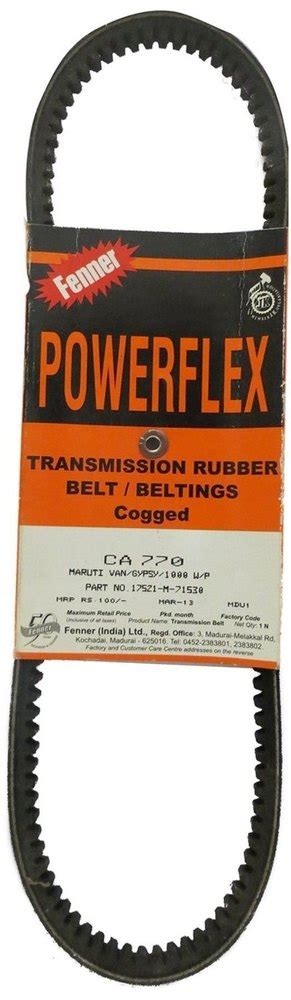 Fenner
POWERFLEX
TRANSMISSION RUBBER
BELT / BELTINGS
Cogged
CA 770
MARUTI VAN/GYPSY/1000 W/P
PART NO. 17521-M-71530
MRP RS. 100/- MAR-13 MDU1
Maximum Retail Price Pkd. month Factory Code
(Inclusive of all taxes) Product Name: Transmission Belt Net Qty: 1 N
50 Fenner
Fenner (India) Ltd., Regd. Office: 3, Madurai-Melakkal Rd,
Kochadai, Madurai - 625016. Tel: 0452-2383801, 2383802.
Factory and Customer Care Centre addresses on the reverse